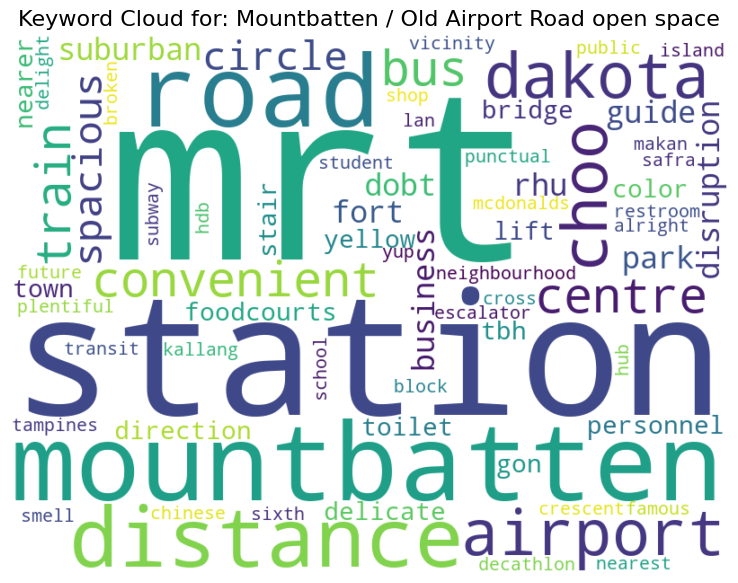 Keyword Cloud for: Mountbatten / Old Airport Road open space
nearer
delight
suburban
broken
circle
road
vicinity
bus
public
island
shop
dakota
lan
bridge
guide
train
spacious
mrt
student
punctual
choo
makan
safra
disruption
subway
hdb
stair
dobt
mcdonalds
rhu
color
fort
lift
restroom
alright
yellow
yup
park
future
town
plentiful
convenient
business
neighbourhood
cross
escalator
centre
foodcourts
tbh
station
transit
kallang
school
block
hub
tampines
direction
toilet
personnel
mountbatten
gon
smell
chinese
sixth
delicate
crescentfamous
distance
airport
decathlon
nearest